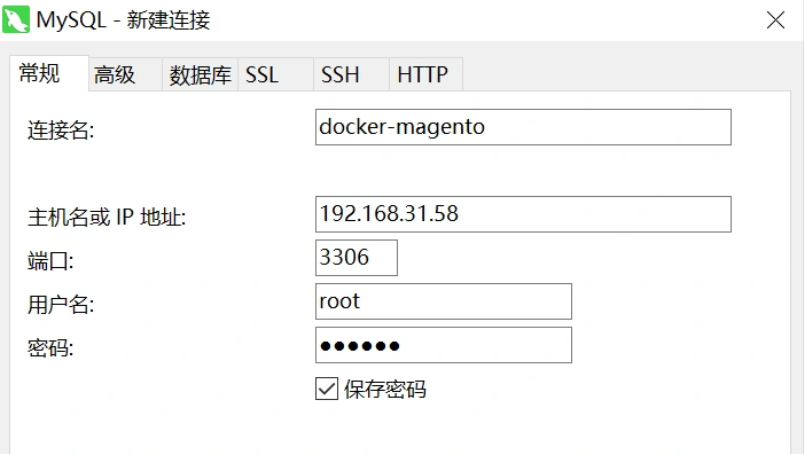 MySQL - 新建连接
常规 高级 数据库 SSL SSH HTTP
连接名: docker-magento
主机名或 IP 地址: 192.168.31.58
端口: 3306
用户名: root
密码: ●●●●●●
保存密码